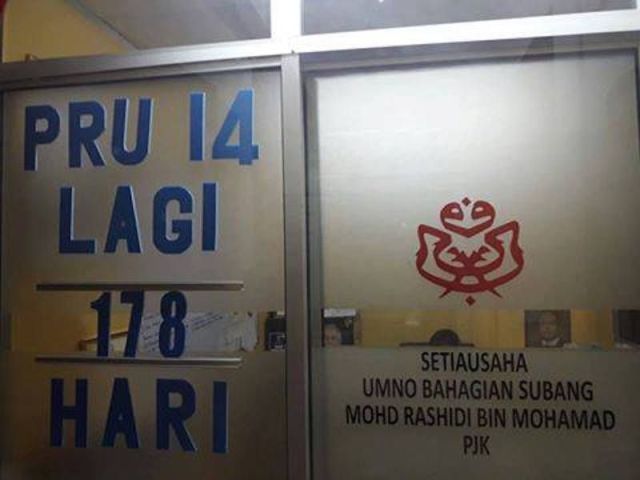 PRU 14
LAGI
178
HARI
SETIAUSAHA
UMNO BAHAGIAN SUBANG
MOHD RASHIDI BIN MOHAMAD
PJK